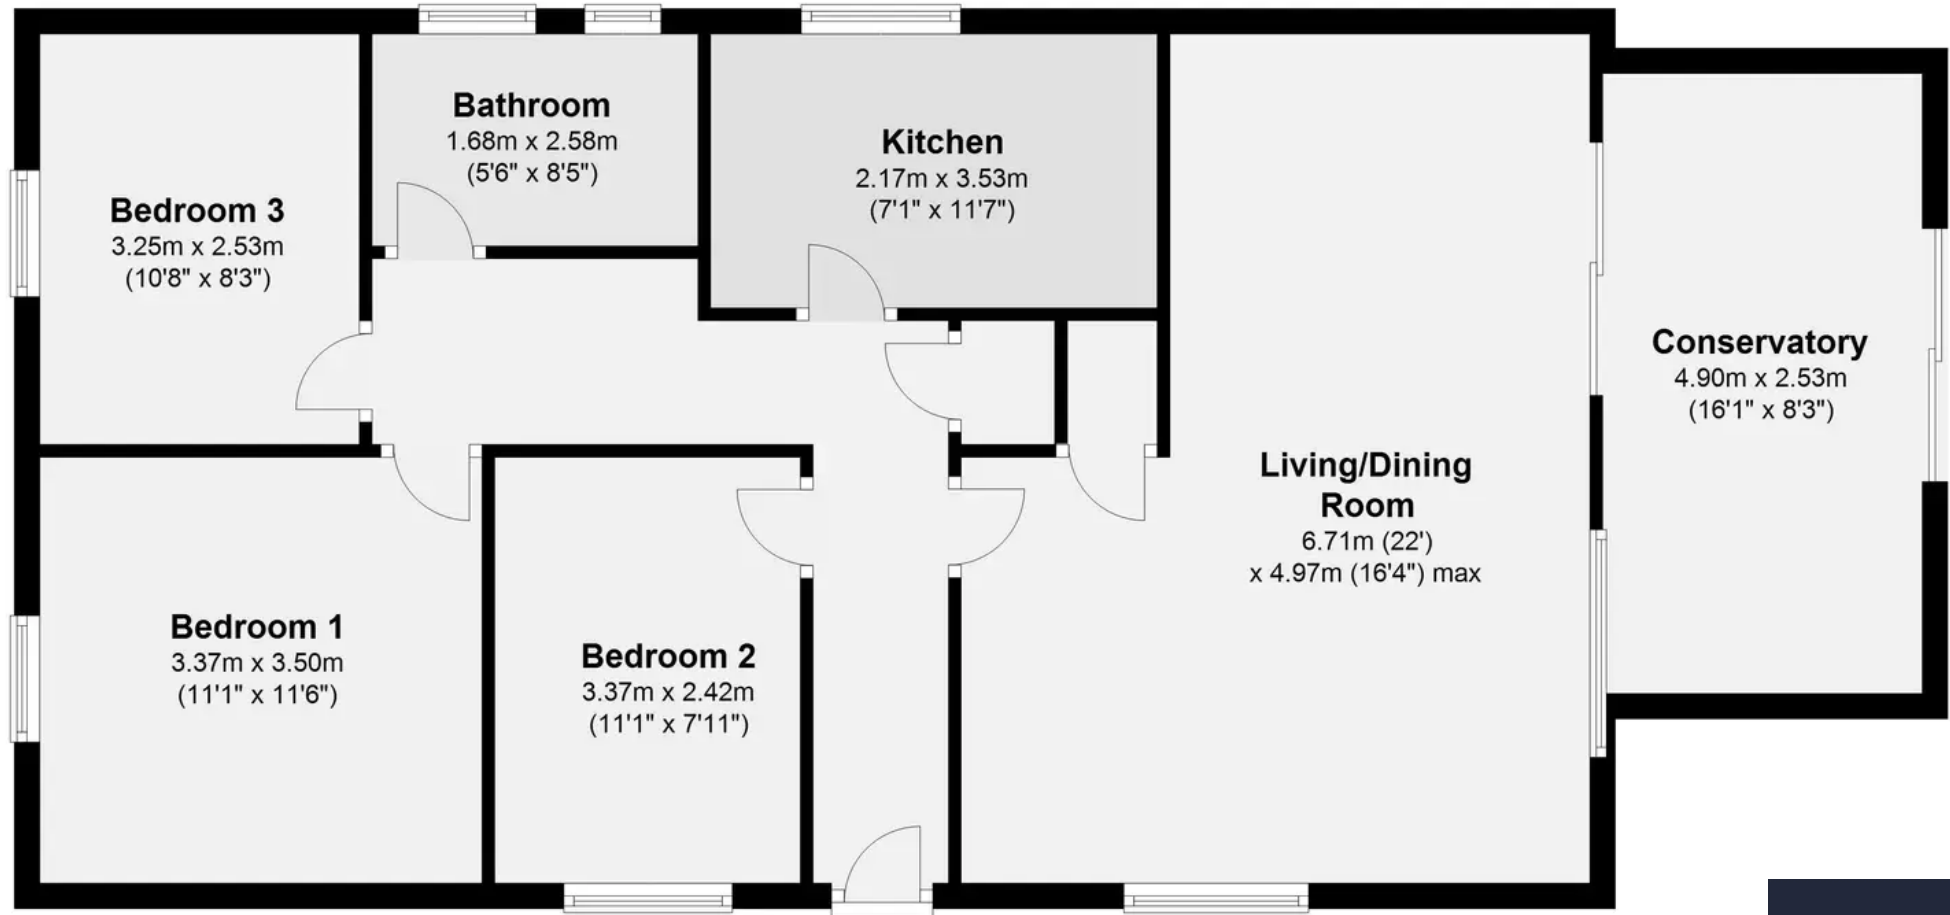 Bedroom 3
3.25m x 2.53m
(10'8" x 8'3")
Bathroom
1.68m x 2.58m
(5'6" x 8'5")
Kitchen
2.17m x 3.53m
(7'1" x 11'7")
Living/Dining
Room
6.71m (22')
x 4.97m (16'4") max
Conservatory
4.90m x 2.53m
(16'1" x 8'3")
Bedroom 1
3.37m x 3.50m
(11'1" x 11'6")
Bedroom 2
3.37m x 2.42m
(11'1" x 7'11")